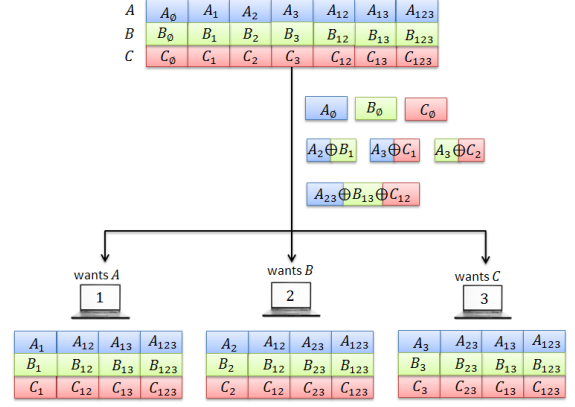 A A∅ A₁ A₂ A₃ A₁₂ A₁₃ A₁₂₃
B B∅ B₁ B₂ B₃ B₁₂ B₁₃ B₁₂₃
C C∅ C₁ C₂ C₃ C₁₂ C₁₃ C₁₂₃
A∅ B∅ C∅
A₂⊕B₁ A₃⊕C₁ A₃⊕C₂
A₂₃⊕B₁₃⊕C₁₂
wants A wants B wants C
1 2 3
A₁ A₁₂ A₁₃ A₁₂₃ A₂ A₁₂ A₁₃ A₁₂₃ A₃ A₂₃ A₁₃ A₁₂₃
B₁ B₁₂ B₁₃ B₁₂₃ B₂ B₁₂ B₂₃ B₁₂₃ B₃ B₂₃ B₁₃ B₁₂₃
C₁ C₁₂ C₁₃ C₁₂₃ C₂ C₁₂ C₂₃ C₁₂₃ C₃ C₂₃ C₁₃ C₁₂₃